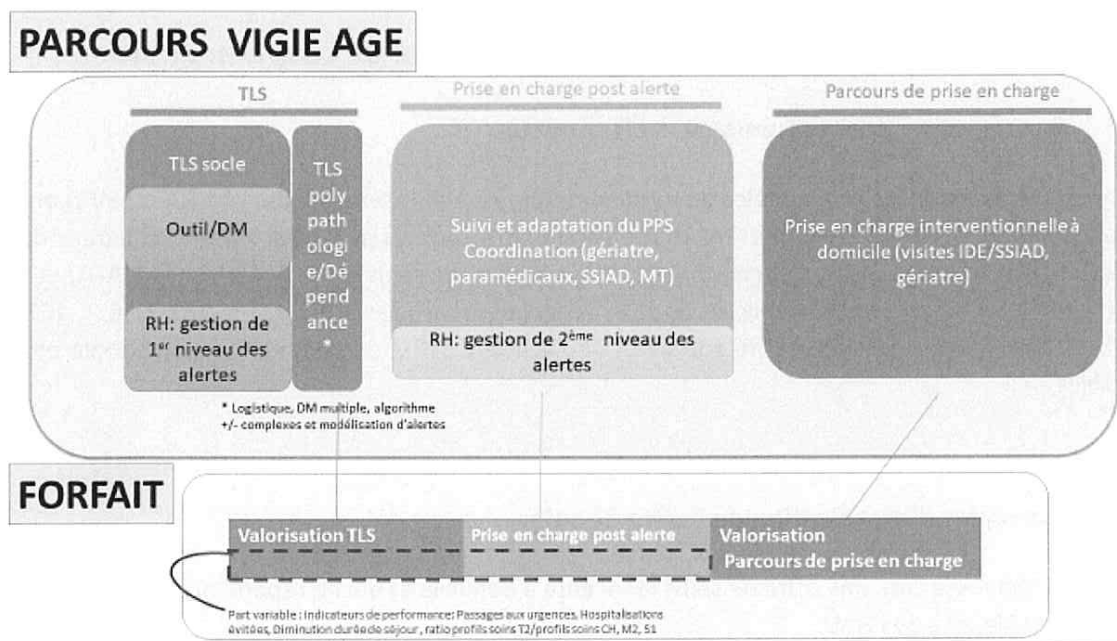 PARCOURS VIGIE AGE
TLS
Prise en charge post alerte
Parcours de prise en charge
TLS socle
Outil/DM
RH: gestion de
1er niveau des
alertes
TLS
poly
path
ologi
e/Dé
pend
ance
*
* Logistique, DM multiple, algorithme
+/- complexes et modélisation d'alertes
Suivi et adaptation du PPS
Coordination (gériatre,
paramédicaux, SSIAD, MT)
RH: gestion de 2ème niveau des
alertes
Prise en charge interventionnelle à
domicile (visites IDE/SSIAD,
gériatre)
FORFAIT
Valorisation TLS
Prise en charge post alerte
Valorisation
Parcours de prise en charge
Part variable : indicateurs de performance: Passages aux urgences, Hospitalisations
évitées, Diminution durée de séjour, ratio profils soins T2/profils soins CH, M2, S1